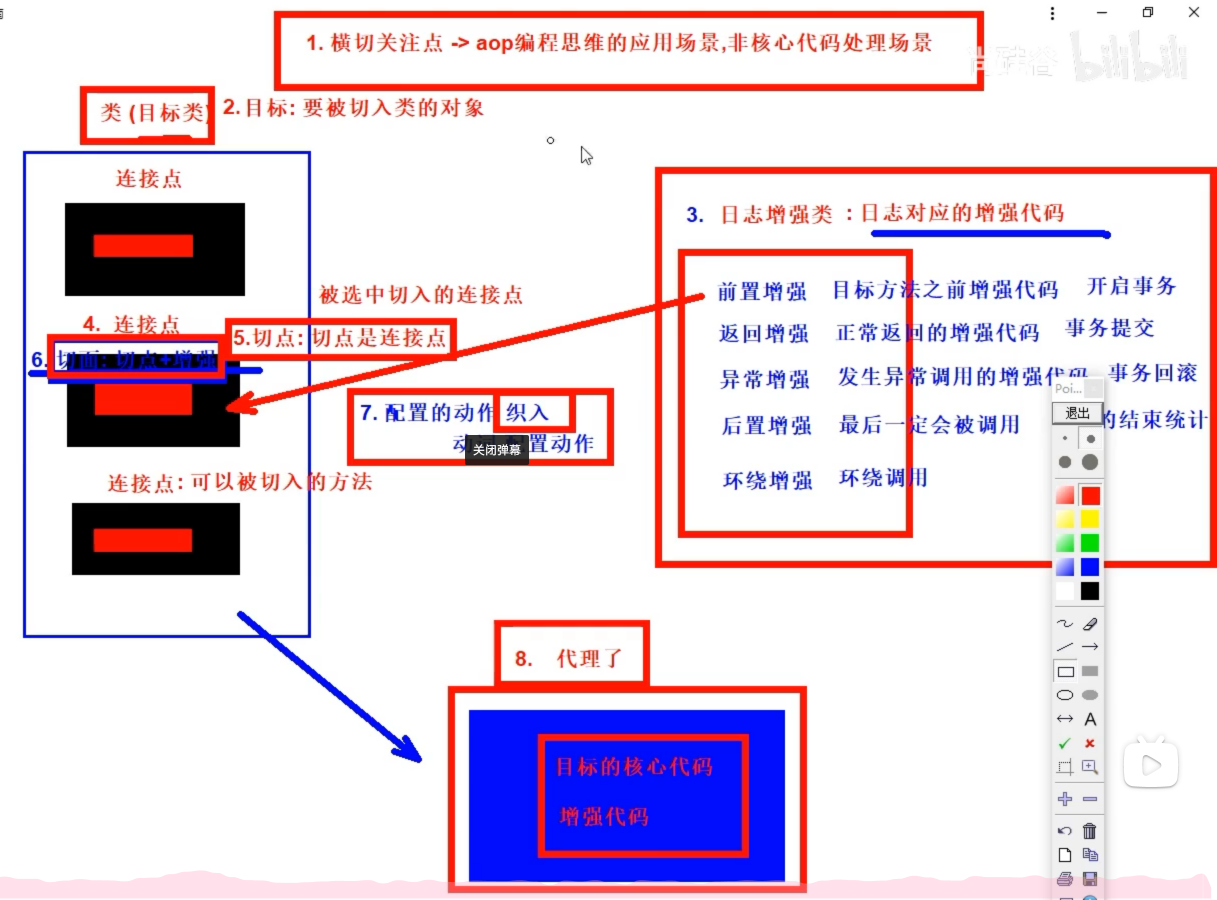 1. 横切关注点 -> aop编程思维的应用场景,非核心代码处理场景
bilibili
类 (目标类)
2.目标: 要被切入类的对象
连接点
3. 日志增强类 : 日志对应的增强代码
前置增强 目标方法之前增强代码 开启事务
被选中切入的连接点
4. 连接点
返回增强 正常返回的增强代码 事务提交
5.切点: 切点是连接点
6. 切面: 切点+增强
异常增强 发生异常调用的增强代码 事务回滚
Poi...
退出
7. 配置的动作 织入
后置增强 最后一定会被调用 的结束统计
配置动作
关闭弹幕
连接点: 可以被切入的方法
环绕增强 环绕调用
8. 代理了
目标的核心代码
增强代码
A